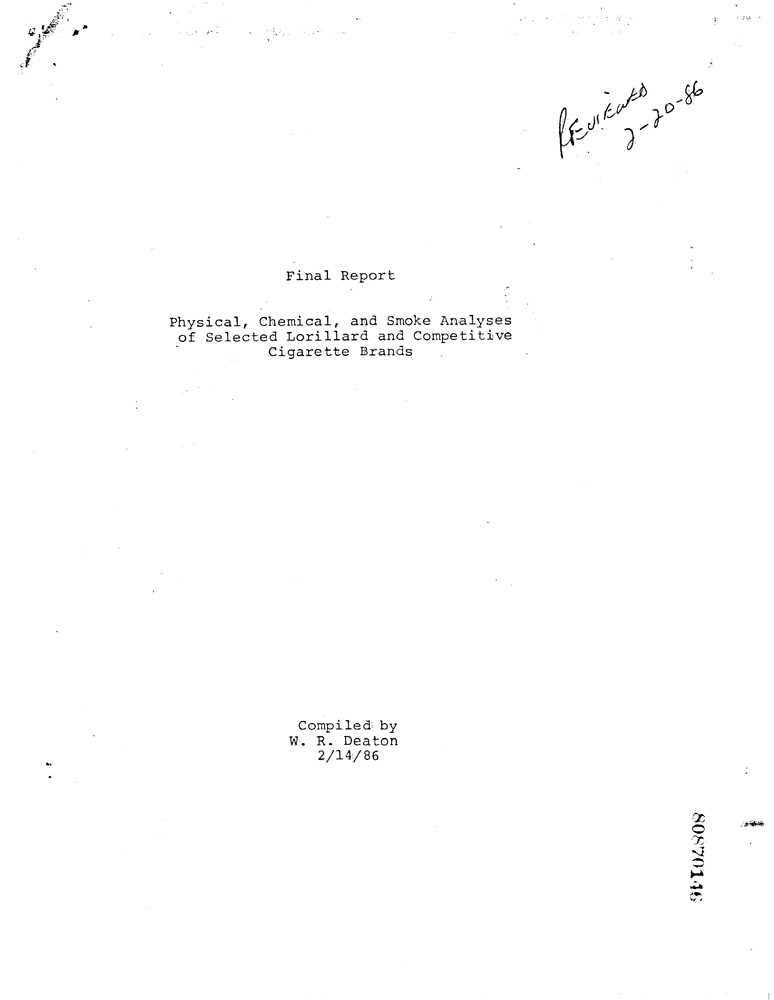 REVIEWED
2-20-86
Final Report
Physical, Chemical, and Smoke Analyses
of Selected Lorillard and Competitive
Cigarette Brands
Compiled by
W. R. Deaton
2/14/86
80870146